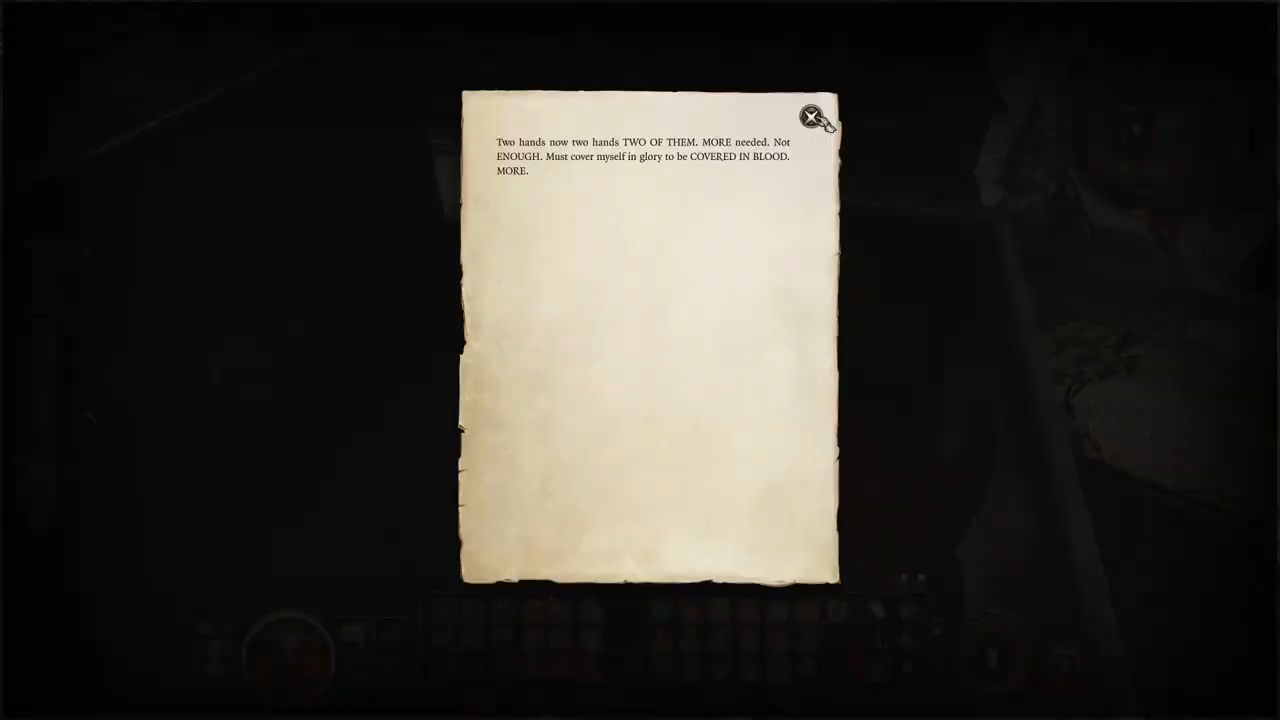 Two hands now two hands TWO OF THEM. MORE needed. Not
ENOUGH. Must cover myself in glory to be COVERED IN BLOOD.
MORE.